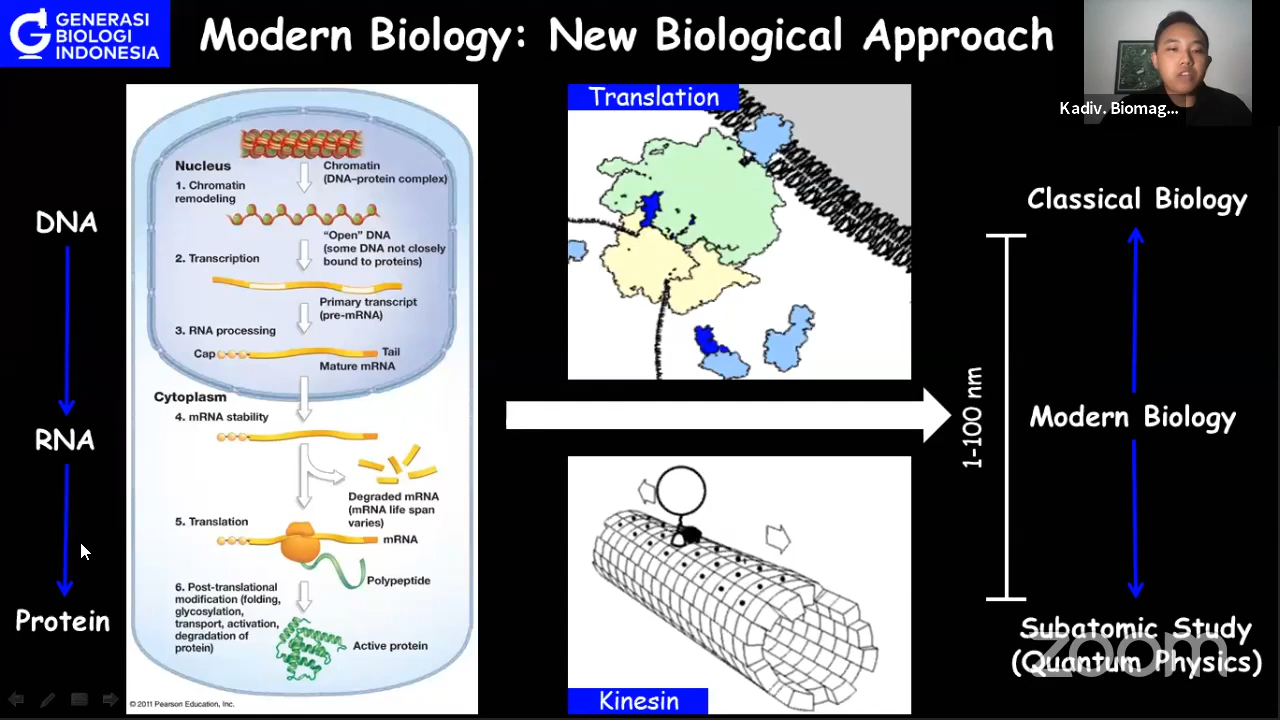 GENERASI
BIOLOGI
INDONESIA
Modern Biology: New Biological Approach
Kadiv. Biomag...
DNA
RNA
Protein
Nucleus
1. Chromatin
remodeling
Chromatin
(DNA–protein complex)
“Open” DNA
(some DNA not closely
bound to proteins)
2. Transcription
Primary transcript
(pre-mRNA)
3. RNA processing
Cap
Tail
Mature mRNA
Cytoplasm
4. mRNA stability
Degraded mRNA
(mRNA life span
varies)
5. Translation
mRNA
Polypeptide
6. Post-translational
modification (folding,
glycosylation,
transport, activation,
degradation of
protein)
Active protein
© 2011 Pearson Education, Inc.
Translation
Kinesin
1-100 nm
Classical Biology
Modern Biology
Subatomic Study
(Quantum Physics)
zoom